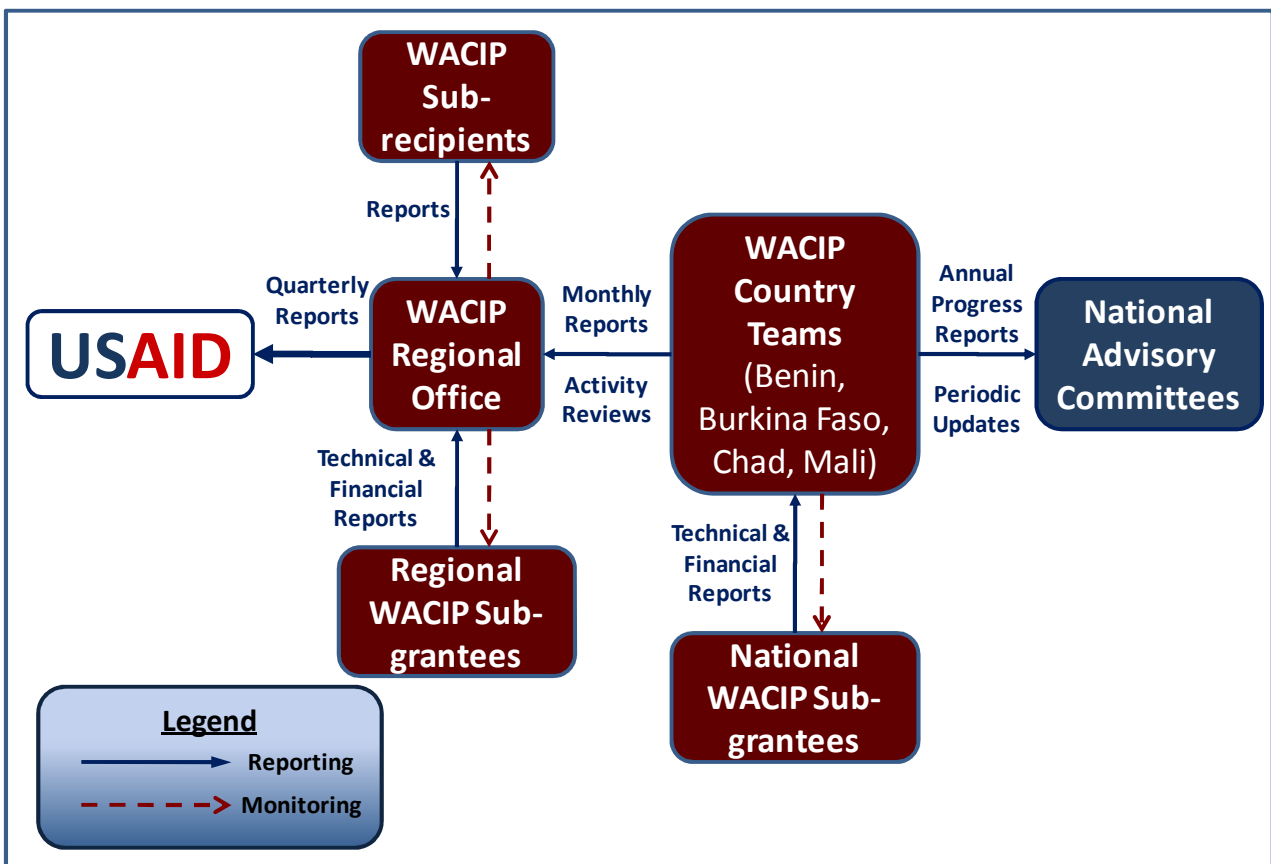 WACIP
Sub-
recipients
Reports
Quarterly
Reports
USAID
WACIP
Regional
Office
Monthly
Reports
Activity
Reviews
WACIP
Country
Teams
(Benin,
Burkina Faso,
Chad, Mali)
Annual
Progress
Reports
Periodic
Updates
National
Advisory
Committees
Technical &
Financial
Reports
Regional
WACIP Sub-
grantees
Technical &
Financial
Reports
National
WACIP Sub-
grantees
Legend
Reporting
Monitoring